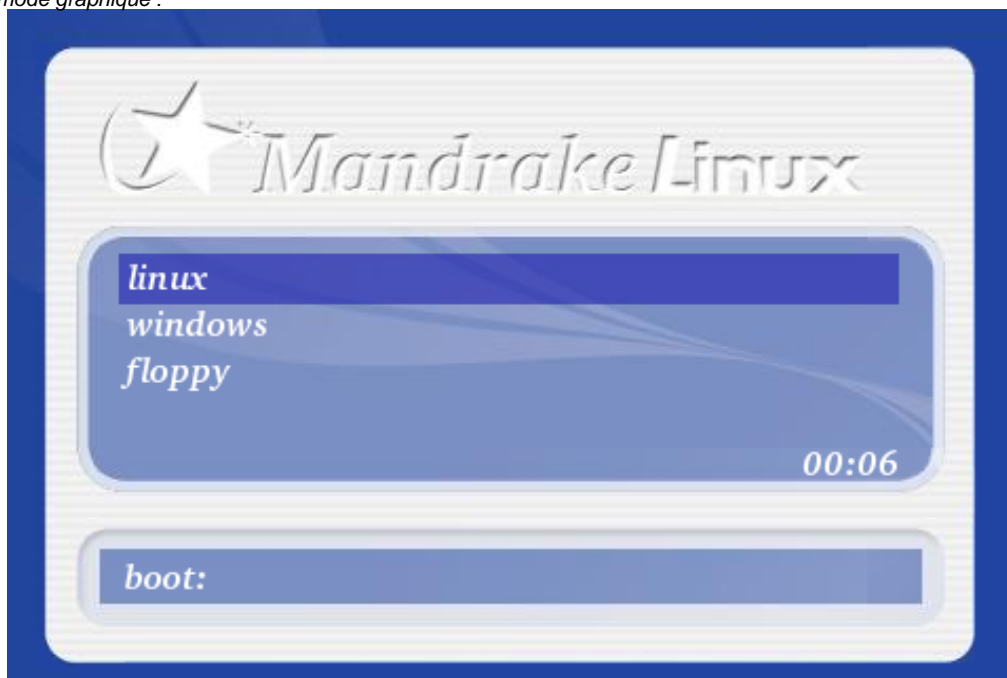 mode graphique :
Mandrake Linux
linux
windows
floppy
00:06
boot: